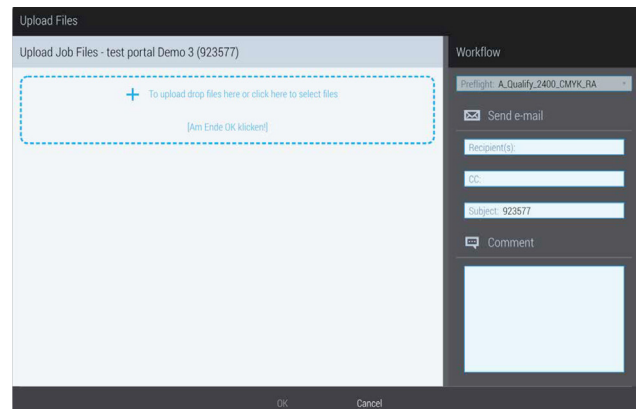 Upload Files
Upload Job Files - test portal Demo 3 (923577)
+ To upload drop files here or click here to select files
[Am Ende OK klicken!]
Workflow
Preflight: A_Qualify_2400_CMYK_RA
Send e-mail
Recipient(s):
CC:
Subject: 923577
Comment
OK
Cancel